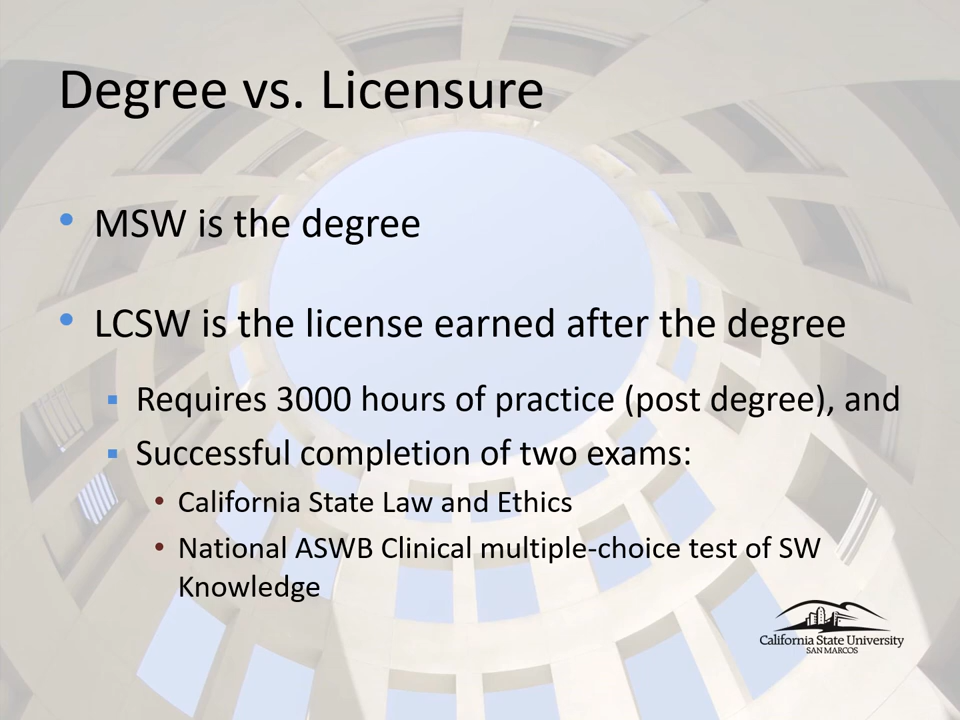 Degree vs. Licensure
• MSW is the degree
• LCSW is the license earned after the degree
▪ Requires 3000 hours of practice (post degree), and
▪ Successful completion of two exams:
• California State Law and Ethics
• National ASWB Clinical multiple-choice test of SW
Knowledge
California State University
SAN MARCOS